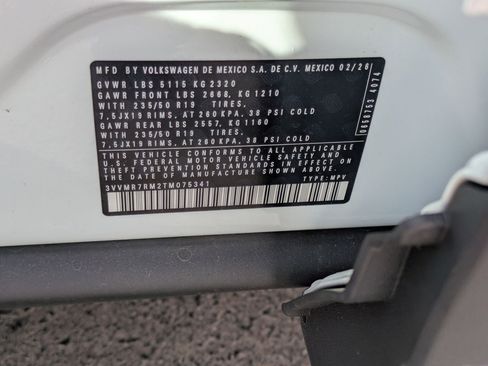 MFD BY VOLKSWAGEN DE MEXICO S.A. DE C.V. MEXICO 02/26
GVWR LBS 5115 KG 2320
GAWR FRONT LBS 2668, KG 1210
WITH 235/50 R19 TIRES,
7,5JX19 RIMS, AT 260 KPA, 38 PSI COLD
GAWR REAR LBS 2557, KG 1160
WITH 235/50 R19 TIRES,
7,5JX19 RIMS, AT 260 KPA, 38 PSI COLD
THIS VEHICLE CONFORMS TO ALL APPLICABLE
U.S. FEDERAL MOTOR VEHICLE SAFETY AND
THEFT PREVENTION STANDARDS IN EFFECT ON
THE DATE OF MANUFACTURE SHOWN ABOVE.
3VVMR7RM2TM075341 TYPE: MPV
0658753 4074